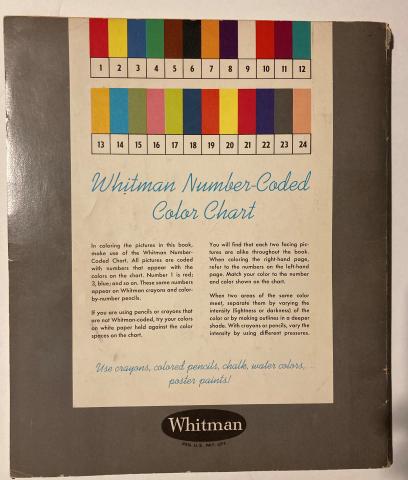 1 2 3 4 5 6 7 8 9 10 11 12
13 14 15 16 17 18 19 20 21 22 23 24
Whitman Number-Coded
Color Chart
In coloring the pictures in this book,
make use of the Whitman Number-
Coded Chart. All pictures are coded
with numbers that appear with the
colors on the chart. Number 1 is red;
3, blue; and so on. These same numbers
appear on Whitman crayons and color-
by-number pencils.
If you are using pencils or crayons that
are not Whitman-coded, try your colors
on white paper held against the color
spaces on the chart.
You will find that each two facing pic-
tures are alike throughout the book.
When coloring the right-hand page,
refer to the numbers on the left-hand
page. Match your color to the number
and color shown on the chart.
When two areas of the same color
meet, separate them by varying the
intensity (lightness or darkness) of the
color or by making outlines in a deeper
shade. With crayons or pencils, vary the
intensity by using different pressures.
Use crayons, colored pencils, chalk, water colors, ...
poster paints!
Whitman
REG. U.S. PAT. OFF.